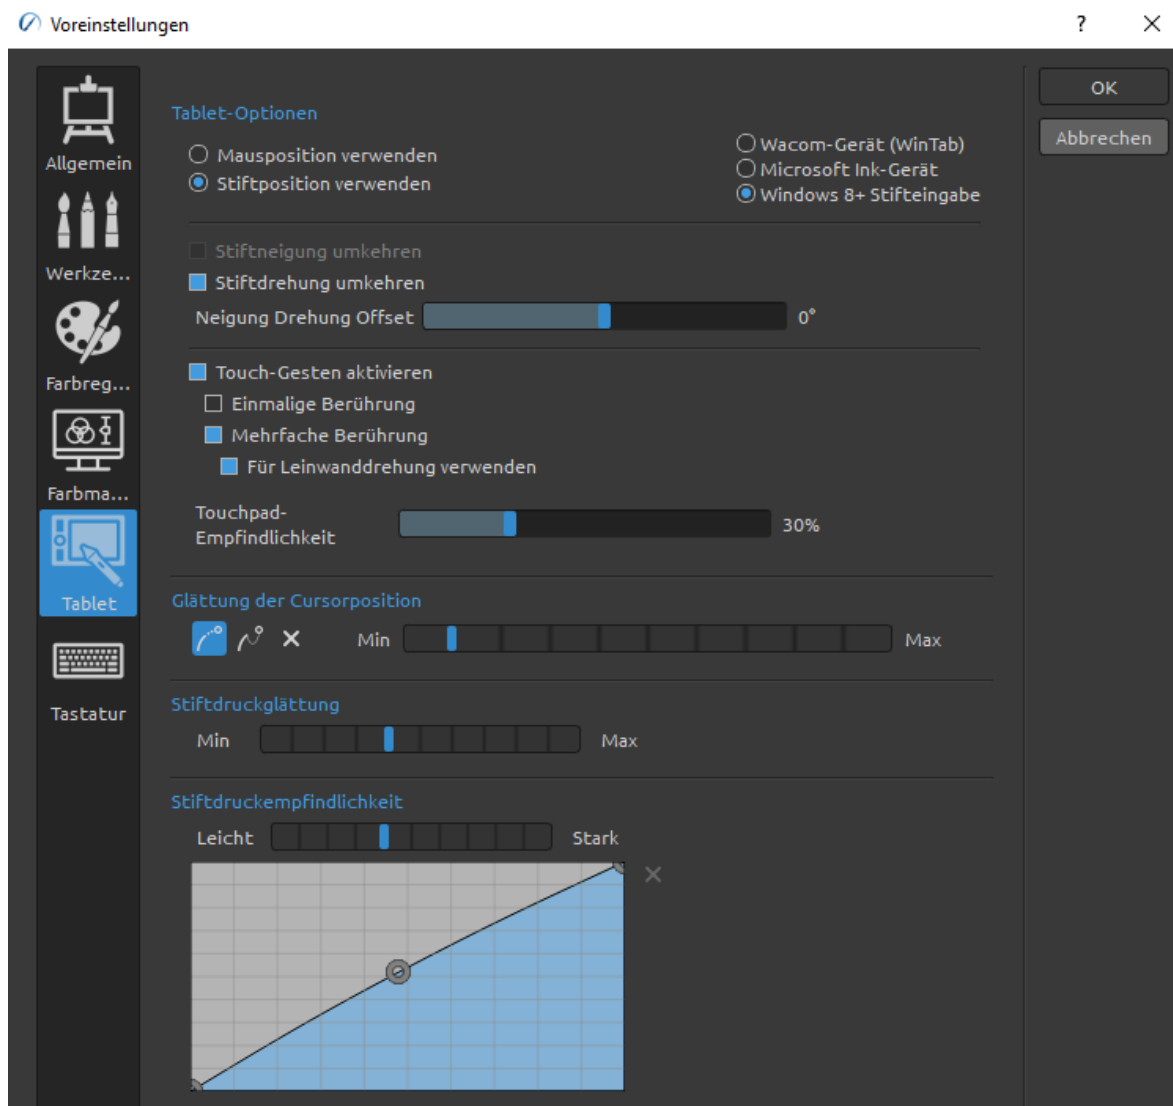 Voreinstellungen
?
OK
Abbrechen
Allgemein
Werkze...
Farbreg...
Farbma...
Tablet
Tastatur
Tablet-Optionen
Mausposition verwenden
Stiftposition verwenden
Wacom-Gerät (WinTab)
Microsoft Ink-Gerät
Windows 8+ Stifteingabe
Stiftneigung umkehren
Stiftdrehung umkehren
Neigung Drehung Offset 0°
Touch-Gesten aktivieren
Einmalige Berührung
Mehrfache Berührung
Für Leinwanddrehung verwenden
Touchpad-
Empfindlichkeit 30%
Glättung der Cursorposition
Min Max
Stiftdruckglättung
Min Max
Stiftdruckempfindlichkeit
Leicht Stark